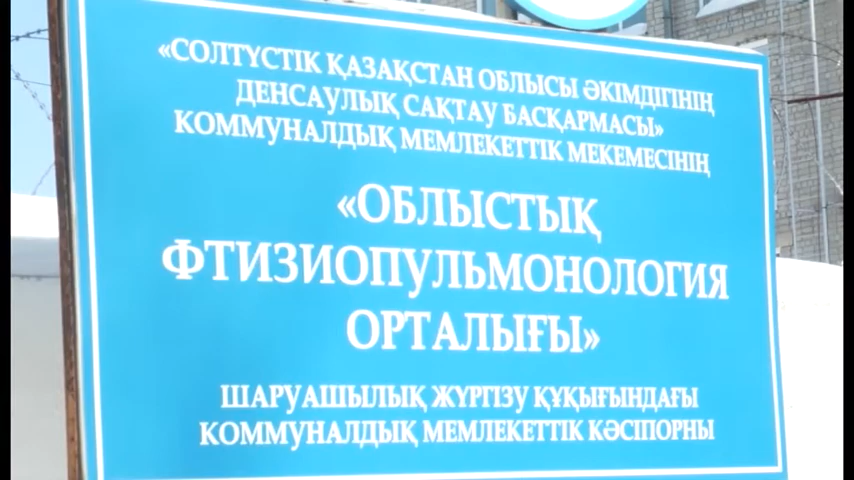 «СОЛТҮСТІК ҚАЗАҚСТАН ОБЛЫСЫ ӘКІМДІГІНІҢ
ДЕНСАУЛЫҚ САҚТАУ БАСҚАРМАСЫ»
КОММУНАЛДЫҚ МЕМЛЕКЕТТІК МЕКЕМЕСІНІҢ
«ОБЛЫСТЫҚ
ФТИЗИОПУЛЬМОНОЛОГИЯ
ОРТАЛЫҒЫ»
ШАРУАШЫЛЫҚ ЖҮРГІЗУ ҚҰҚЫҒЫНДАҒЫ
КОММУНАЛДЫҚ МЕМЛЕКЕТТІК КӘСІПОРНЫ